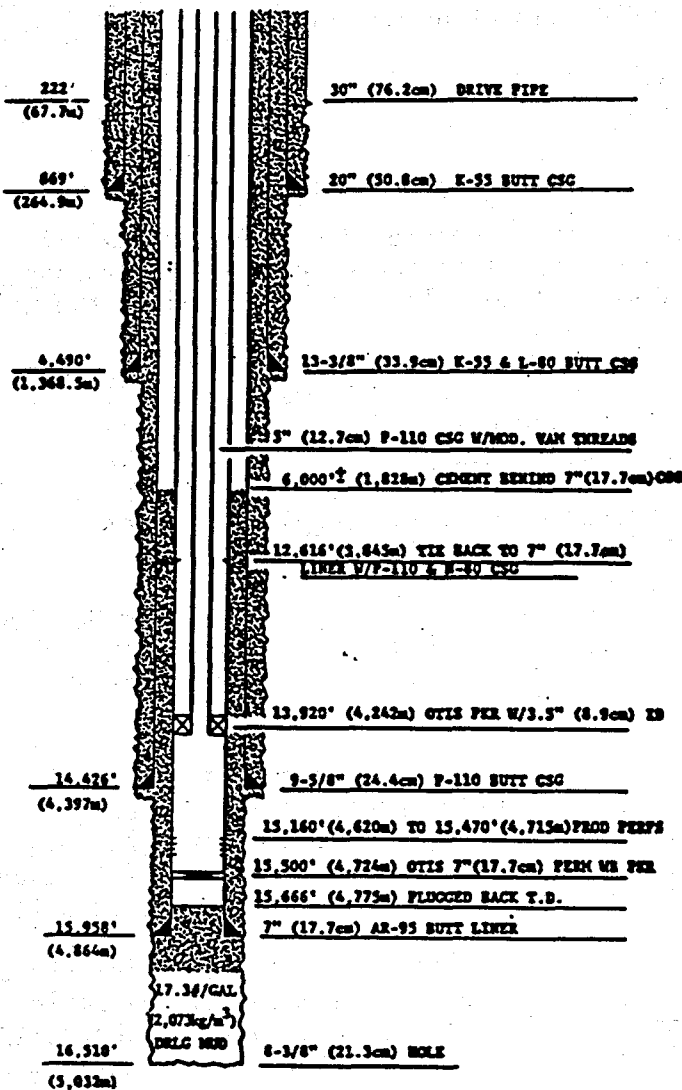 222'
(67.7m)
30" (76.2cm) DRIVE PIPE
869'
(264.9m)
20" (50.8cm) K-55 BUTT CSG
4,490'
(1,368.5m)
13-3/8" (33.9cm) K-55 & L-80 BUTT CSG
5" (12.7cm) P-110 CSG W/MOD. VAM THREADS
6,000'± (1,828m) CEMENT BEHIND 7"(17.7cm) CSG
12,616'(3,845m) TIE BACK TO 7" (17.7cm)
LINER W/P-110 & N-80 CSG
13,920' (4,242m) OTIS PKR W/3.5" (8.9cm) ID
14,426'
(4,397m)
9-5/8" (24.4cm) P-110 BUTT CSG
15,160'(4,620m) TO 15,470'(4,715m)PROD PERFS
15,500' (4,724m) OTIS 7"(17.7cm) PERM WB PKR
15,666' (4,775m) PLUGGED BACK T.D.
15,958'
(4,864m)
7" (17.7cm) AR-95 BUTT LINER
17.3#/GAL
(2,073kg/m³)
DRLG MUD
16,518'
(5,032m)
8-3/8" (21.3cm) HOLE